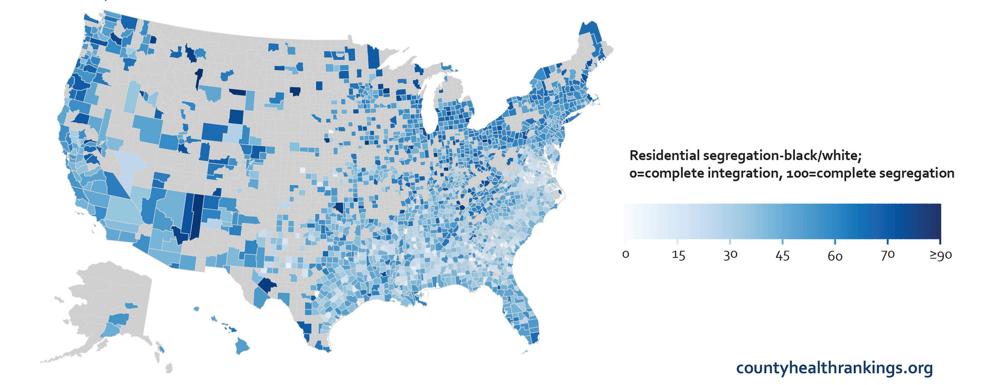 Residential segregation-black/white;
0=complete integration, 100=complete segregation
0 15 30 45 60 70 ≥90
countyhealthrankings.org